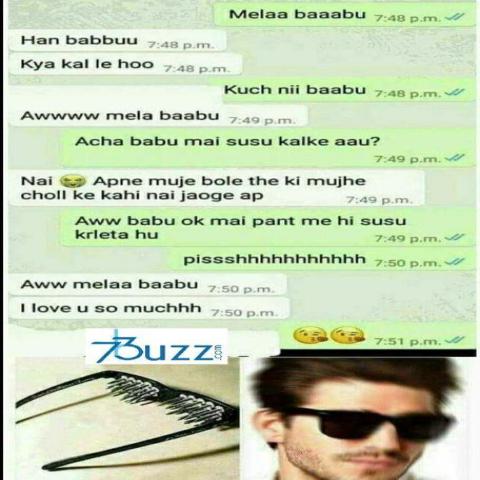 Melaa baaabu 7:48 p.m.
Han babbuu 7:48 p.m.
Kya kal le hoo 7:48 p.m.
Kuch nii baabu 7:48 p.m.
Awwww mela baabu 7:49 p.m.
Acha babu mai susu kalke aau?
7:49 p.m.
Nai Apne muje bole the ki mujhe
choll ke kahi nai jaoge ap 7:49 p.m.
Aww babu ok mai pant me hi susu
krleta hu 7:49 p.m.
pissshhhhhhhhhhh 7:50 p.m.
Aww melaa baabu 7:50 p.m.
I love u so muchhh 7:50 p.m.
7:51 p.m.
73uzz.com